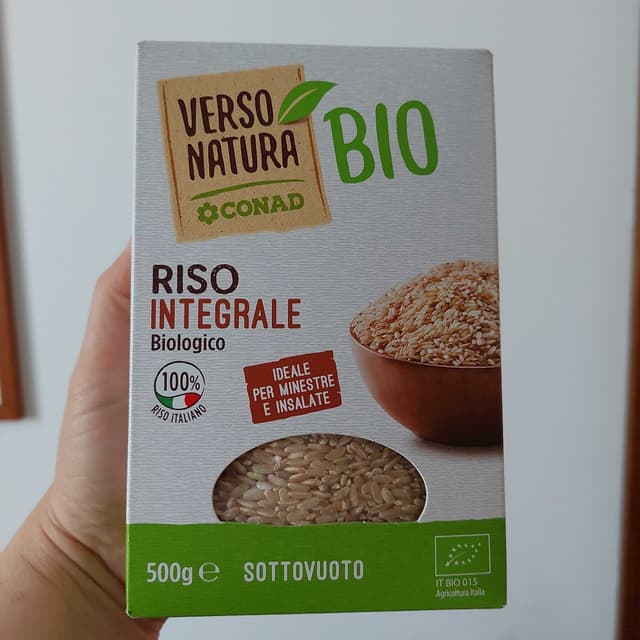 VERSO
NATURA
CONAD
BIO
RISO
INTEGRALE
Biologico
100%
RISO ITALIANO
IDEALE
PER MINESTRE
E INSALATE
500g ℮ SOTTOVUOTO
IT BIO 015
Agricoltura Italia